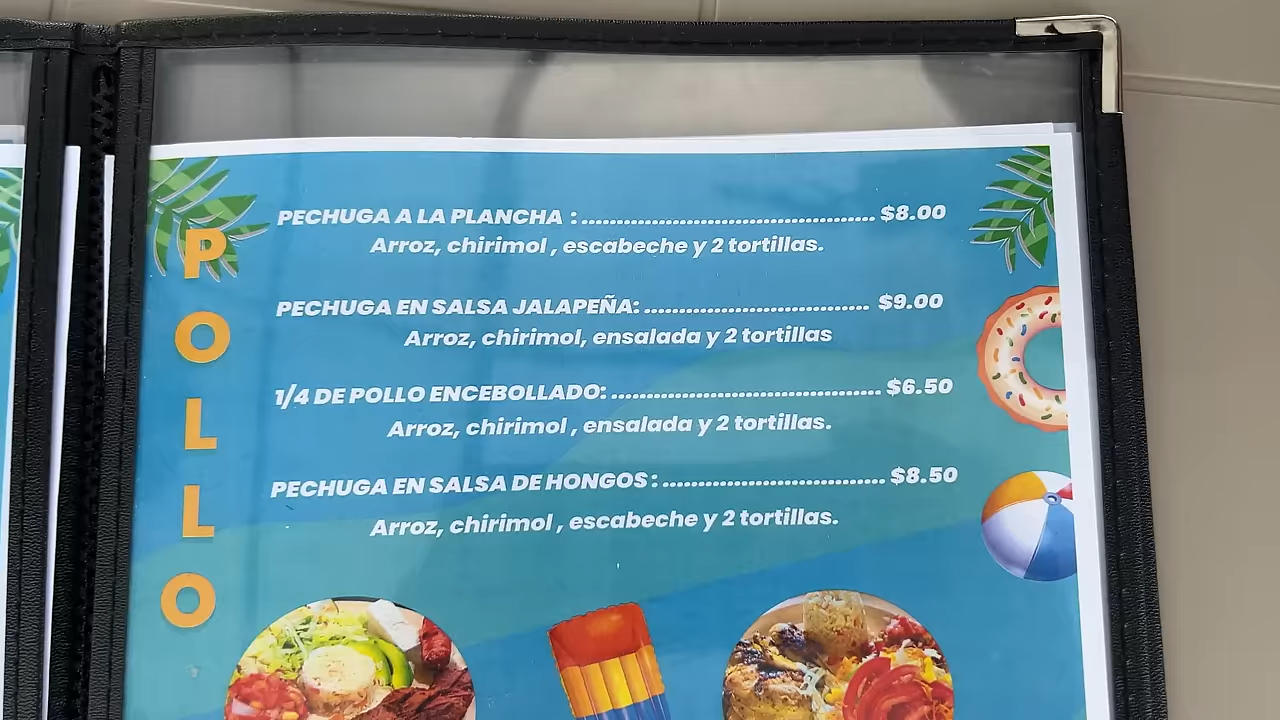 POLLO
PECHUGA A LA PLANCHA : ............................................ $8.00
Arroz, chirimol , escabeche y 2 tortillas.
PECHUGA EN SALSA JALAPEÑA: .................................. $9.00
Arroz, chirimol, ensalada y 2 tortillas
1/4 DE POLLO ENCEBOLLADO: ........................................ $6.50
Arroz, chirimol , ensalada y 2 tortillas.
PECHUGA EN SALSA DE HONGOS : ................................. $8.50
Arroz, chirimol , escabeche y 2 tortillas.